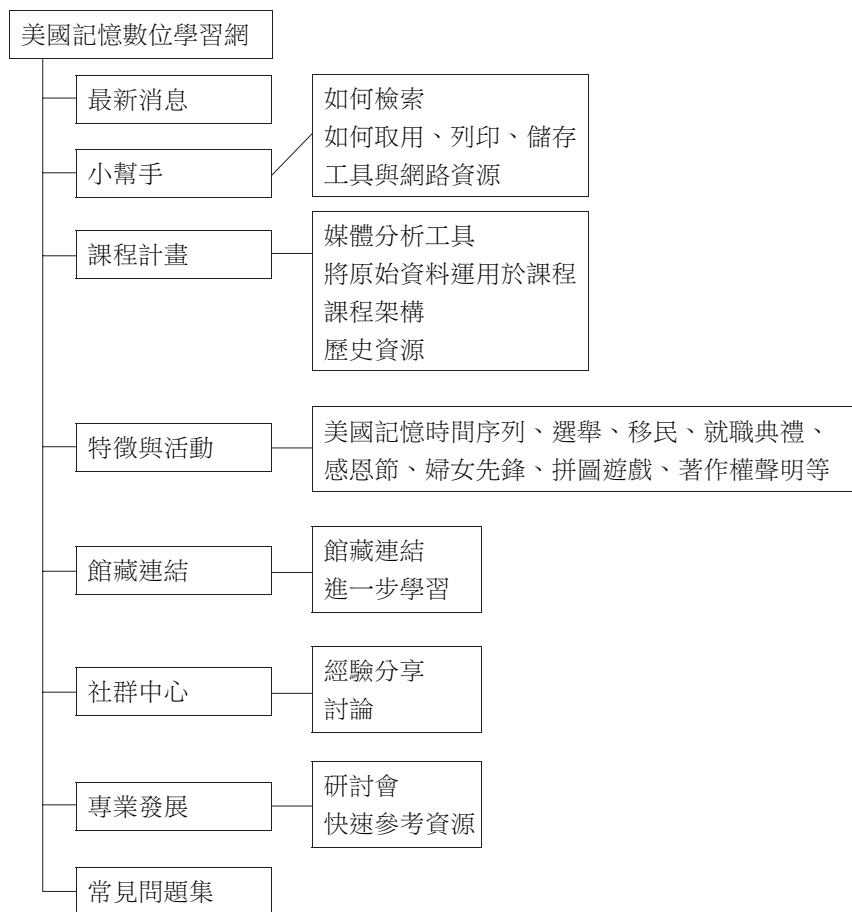 美國記憶數位學習網
最新消息
小幫手
如何檢索
如何取用、列印、儲存
工具與網路資源
課程計畫
媒體分析工具
將原始資料運用於課程
課程架構
歷史資源
特徵與活動
美國記憶時間序列、選舉、移民、就職典禮、
感恩節、婦女先鋒、拼圖遊戲、著作權聲明等
館藏連結
館藏連結
進一步學習
社群中心
經驗分享
討論
專業發展
研討會
快速參考資源
常見問題集